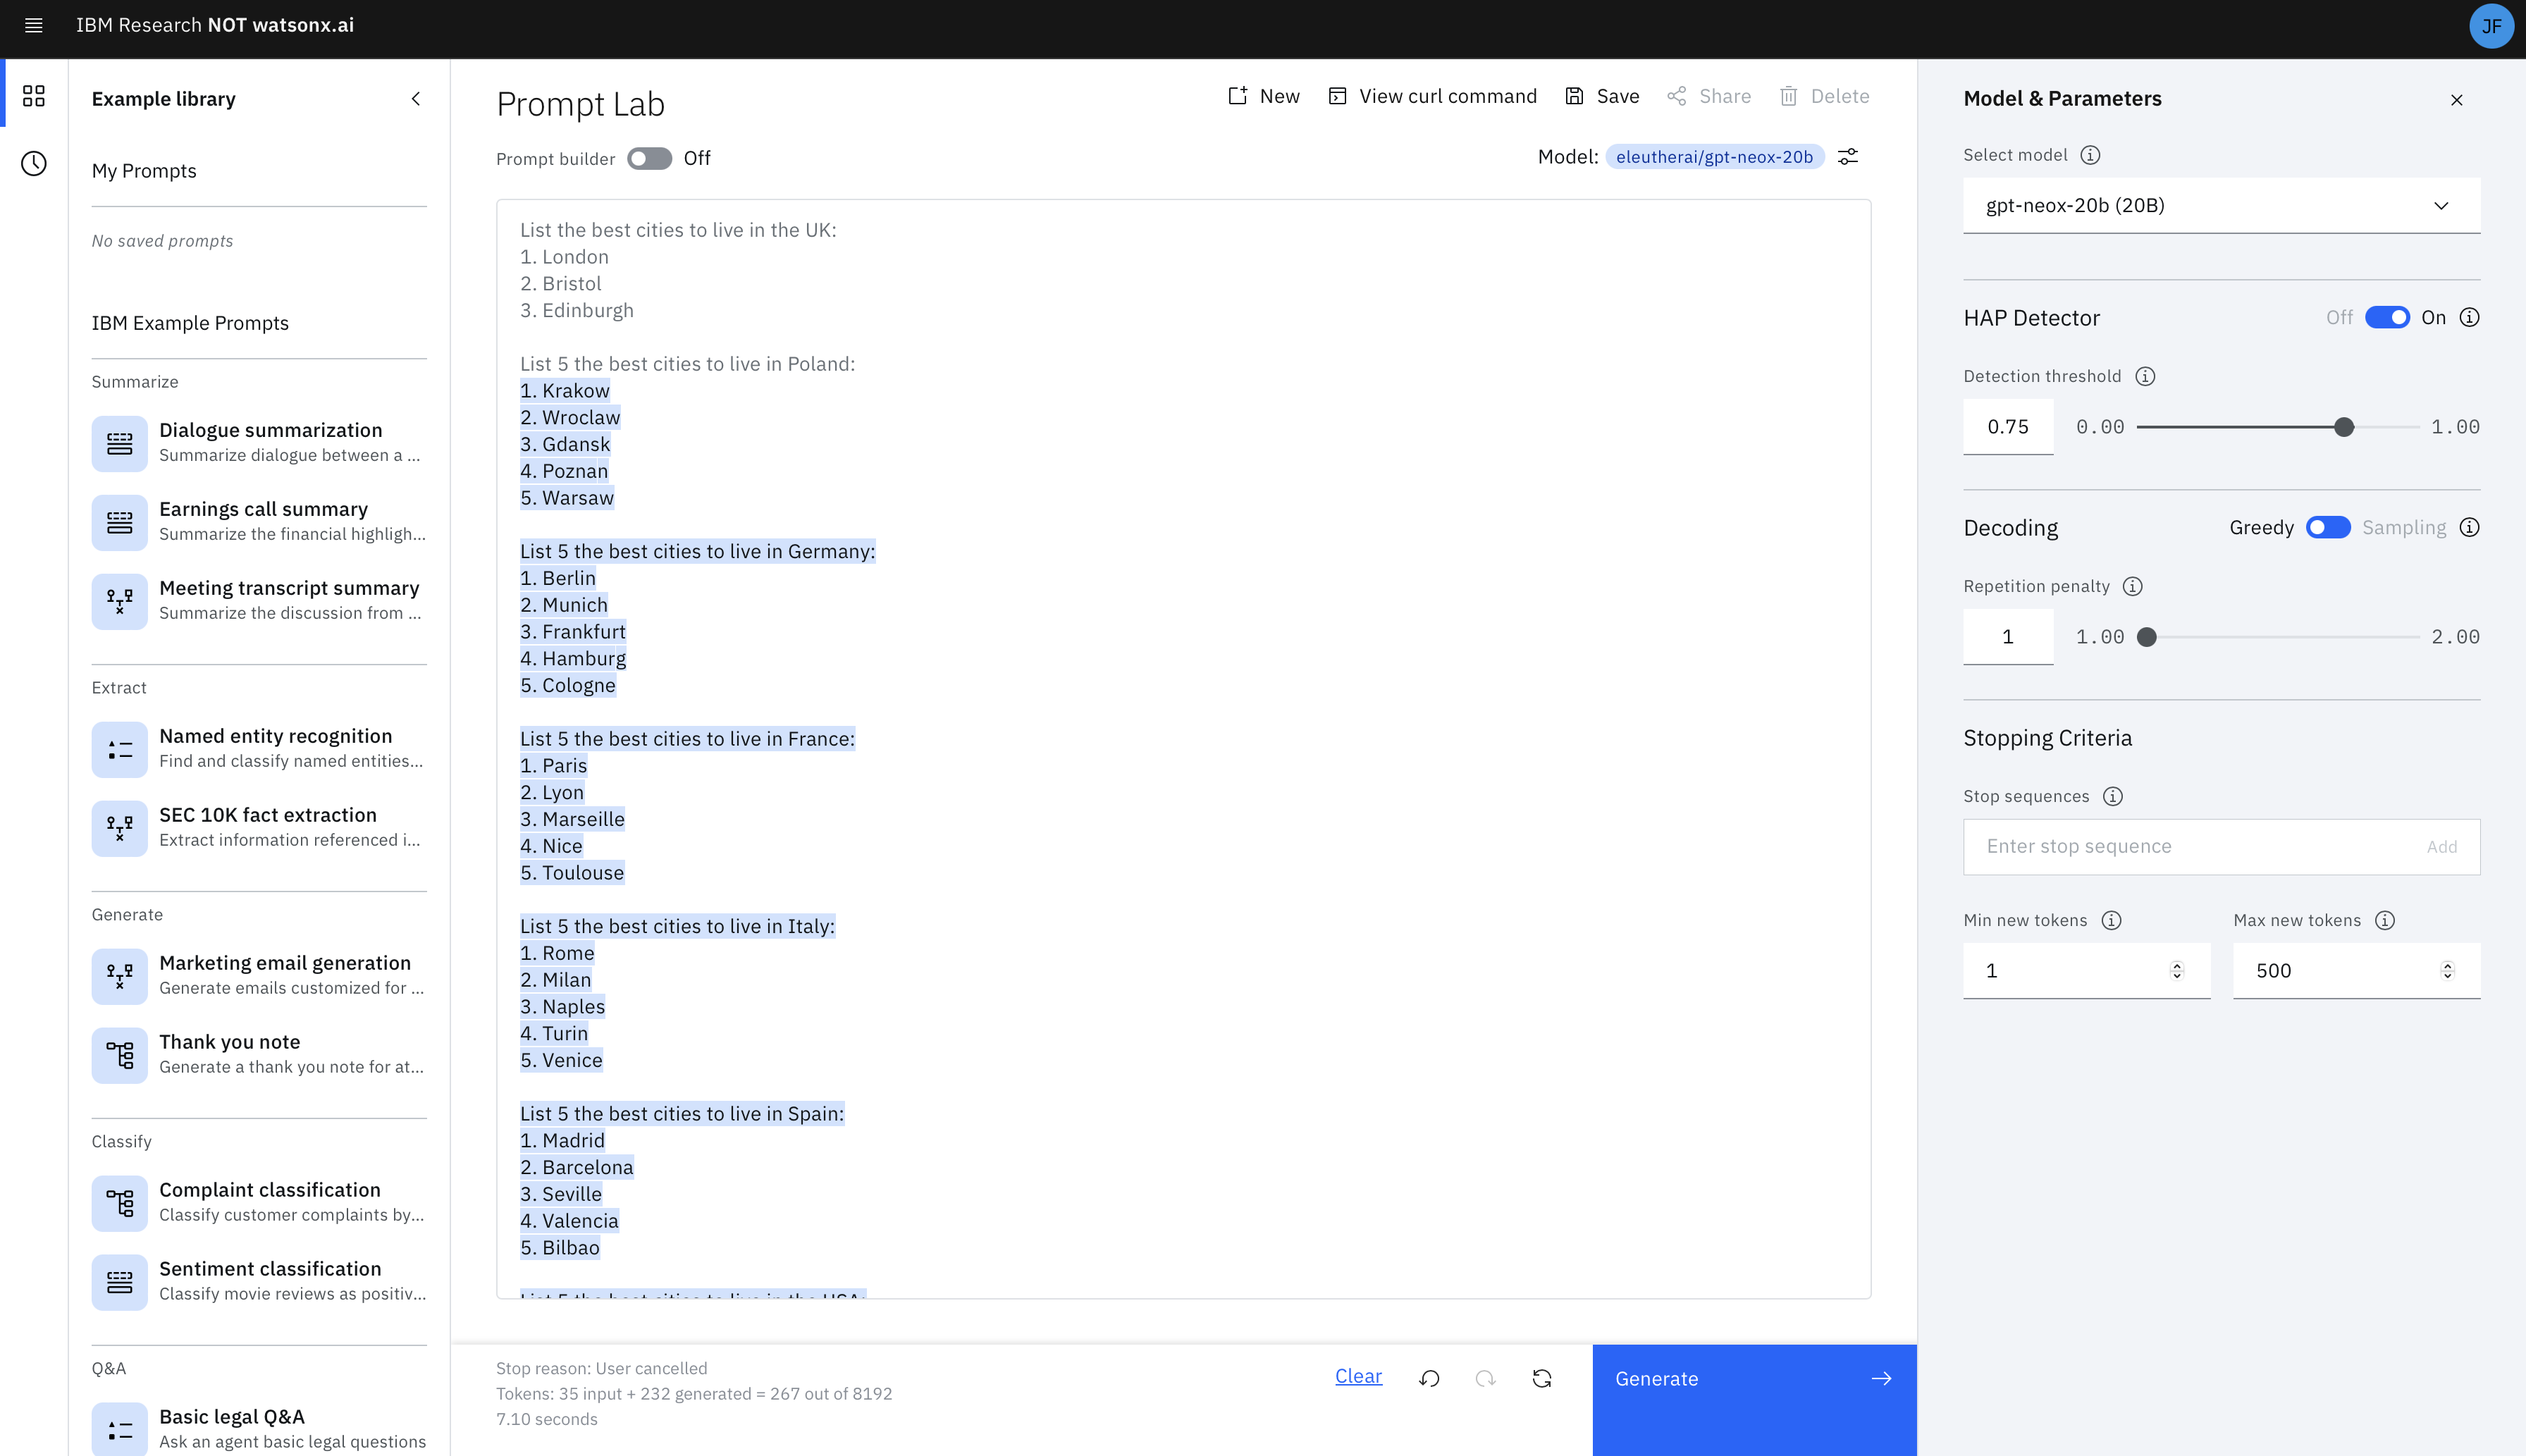 IBM Research NOT watsonx.ai
JF
Example library
My Prompts
No saved prompts
IBM Example Prompts
Summarize
Dialogue summarization
Summarize dialogue between a ...
Earnings call summary
Summarize the financial highligh...
Meeting transcript summary
Summarize the discussion from ...
Extract
Named entity recognition
Find and classify named entities...
SEC 10K fact extraction
Extract information referenced i...
Generate
Marketing email generation
Generate emails customized for ...
Thank you note
Generate a thank you note for at...
Classify
Complaint classification
Classify customer complaints by...
Sentiment classification
Classify movie reviews as positiv...
Q&A
Basic legal Q&A
Ask an agent basic legal questions
Prompt Lab
New
View curl command
Save
Share
Delete
Prompt builder Off
Model: eleutherai/gpt-neox-20b
List the best cities to live in the UK:
1. London
2. Bristol
3. Edinburgh
List 5 the best cities to live in Poland:
1. Krakow
2. Wroclaw
3. Gdansk
4. Poznan
5. Warsaw
List 5 the best cities to live in Germany:
1. Berlin
2. Munich
3. Frankfurt
4. Hamburg
5. Cologne
List 5 the best cities to live in France:
1. Paris
2. Lyon
3. Marseille
4. Nice
5. Toulouse
List 5 the best cities to live in Italy:
1. Rome
2. Milan
3. Naples
4. Turin
5. Venice
List 5 the best cities to live in Spain:
1. Madrid
2. Barcelona
3. Seville
4. Valencia
5. Bilbao
List 5 the best cities to live in the USA:
Stop reason: User cancelled
Tokens: 35 input + 232 generated = 267 out of 8192
7.10 seconds
Clear
Generate
Model & Parameters
Select model
gpt-neox-20b (20B)
HAP Detector Off On
Detection threshold
0.75 0.00 1.00
Decoding Greedy Sampling
Repetition penalty
1 1.00 2.00
Stopping Criteria
Stop sequences
Enter stop sequence Add
Min new tokens Max new tokens
1 500